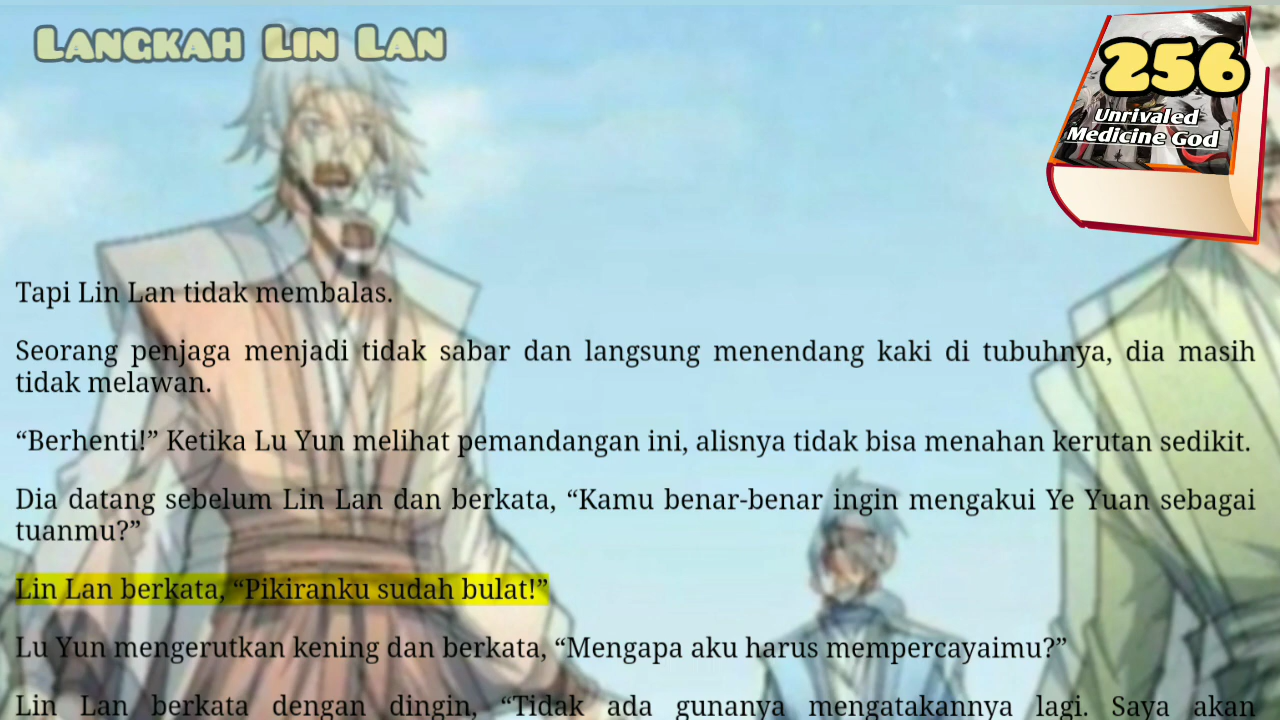 Langkah Lin Lan
256
Unrivaled
Medicine God
Tapi Lin Lan tidak membalas.
Seorang penjaga menjadi tidak sabar dan langsung menendang kaki di tubuhnya, dia masih
tidak melawan.
“Berhenti!” Ketika Lu Yun melihat pemandangan ini, alisnya tidak bisa menahan kerutan sedikit.
Dia datang sebelum Lin Lan dan berkata, “Kamu benar-benar ingin mengakui Ye Yuan sebagai
tuanmu?”
Lin Lan berkata, “Pikiranku sudah bulat!”
Lu Yun mengerutkan kening dan berkata, “Mengapa aku harus mempercayaimu?”
Lin Lan berkata dengan dingin, “Tidak ada gunanya mengatakannya lagi. Saya akan